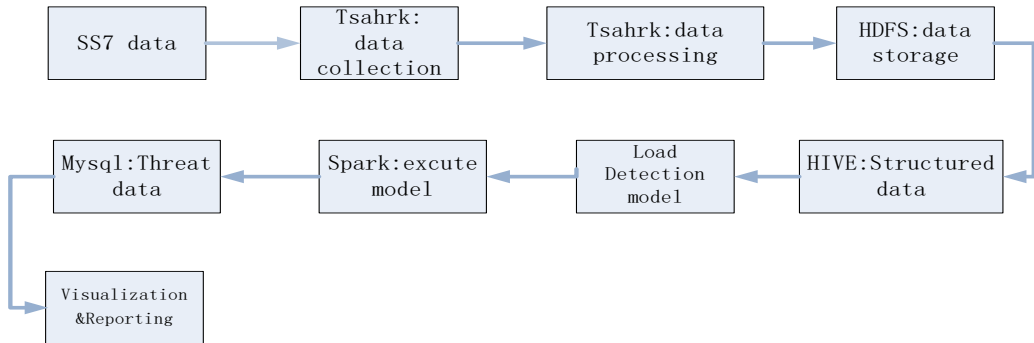 SS7 data
Tsahrk:
data
collection
Tsahrk:data
processing
HDFS:data
storage
Mysql:Threat
data
Spark:excute
model
Load
Detection
model
HIVE:Structured
data
Visualization
&Reporting